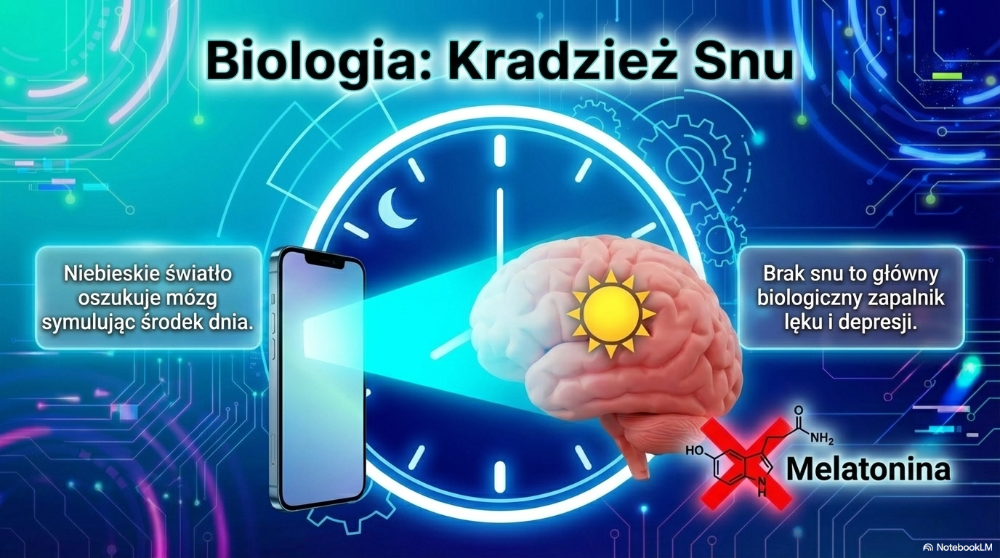 Biologia: Kradzież Snu
Niebieskie światło
oszukuje mózg
symulując środek dnia.
Brak snu to główny
biologiczny zapalnik
lęku i depresji.
O
NH₂
HO
N
H
Melatonina
NotebookLM